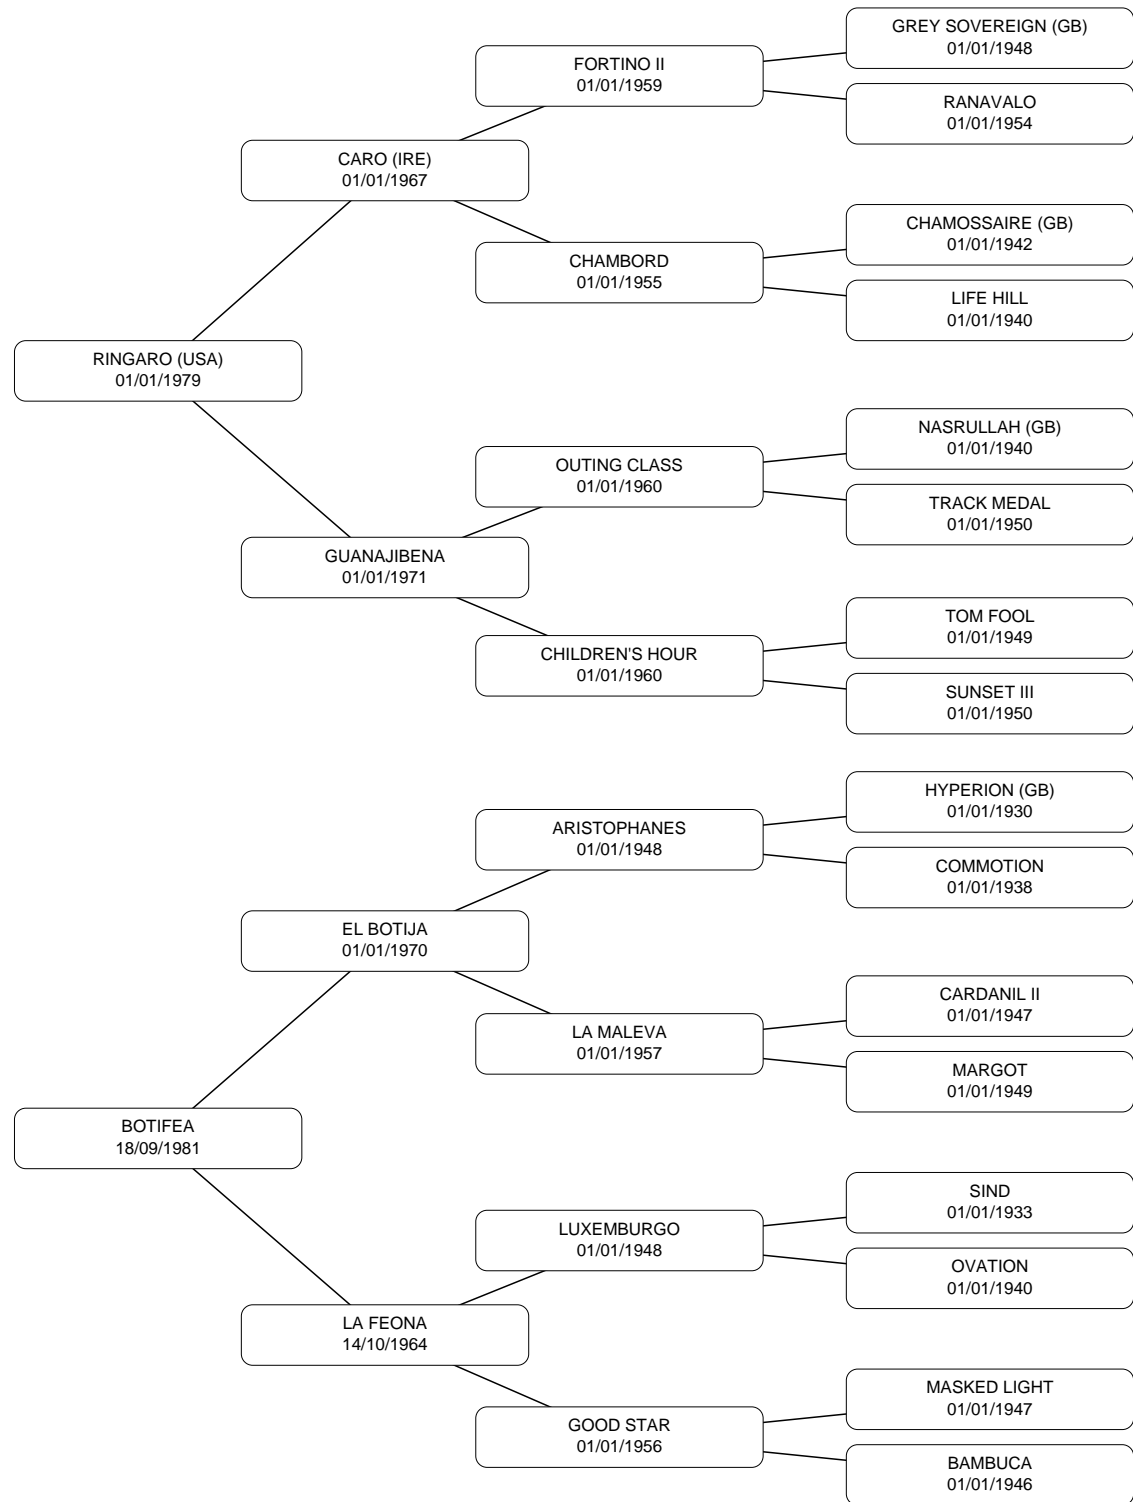 GREY SOVEREIGN (GB)
01/01/1948
FORTINO II
01/01/1959
RANAVALO
01/01/1954
CARO (IRE)
01/01/1967
CHAMOSSAIRE (GB)
01/01/1942
CHAMBORD
01/01/1955
LIFE HILL
01/01/1940
RINGARO (USA)
01/01/1979
NASRULLAH (GB)
01/01/1940
OUTING CLASS
01/01/1960
TRACK MEDAL
01/01/1950
GUANAJIBENA
01/01/1971
TOM FOOL
01/01/1949
CHILDREN'S HOUR
01/01/1960
SUNSET III
01/01/1950
HYPERION (GB)
01/01/1930
ARISTOPHANES
01/01/1948
COMMOTION
01/01/1938
EL BOTIJA
01/01/1970
CARDANIL II
01/01/1947
LA MALEVA
01/01/1957
MARGOT
01/01/1949
BOTIFEA
18/09/1981
SIND
01/01/1933
LUXEMBURGO
01/01/1948
OVATION
01/01/1940
LA FEONA
14/10/1964
MASKED LIGHT
01/01/1947
GOOD STAR
01/01/1956
BAMBUCA
01/01/1946